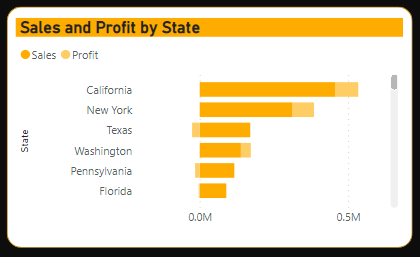 Sales and Profit by State
Sales Profit
California
New York
Texas
Washington
Pennsylvania
Florida
State
0.0M 0.5M